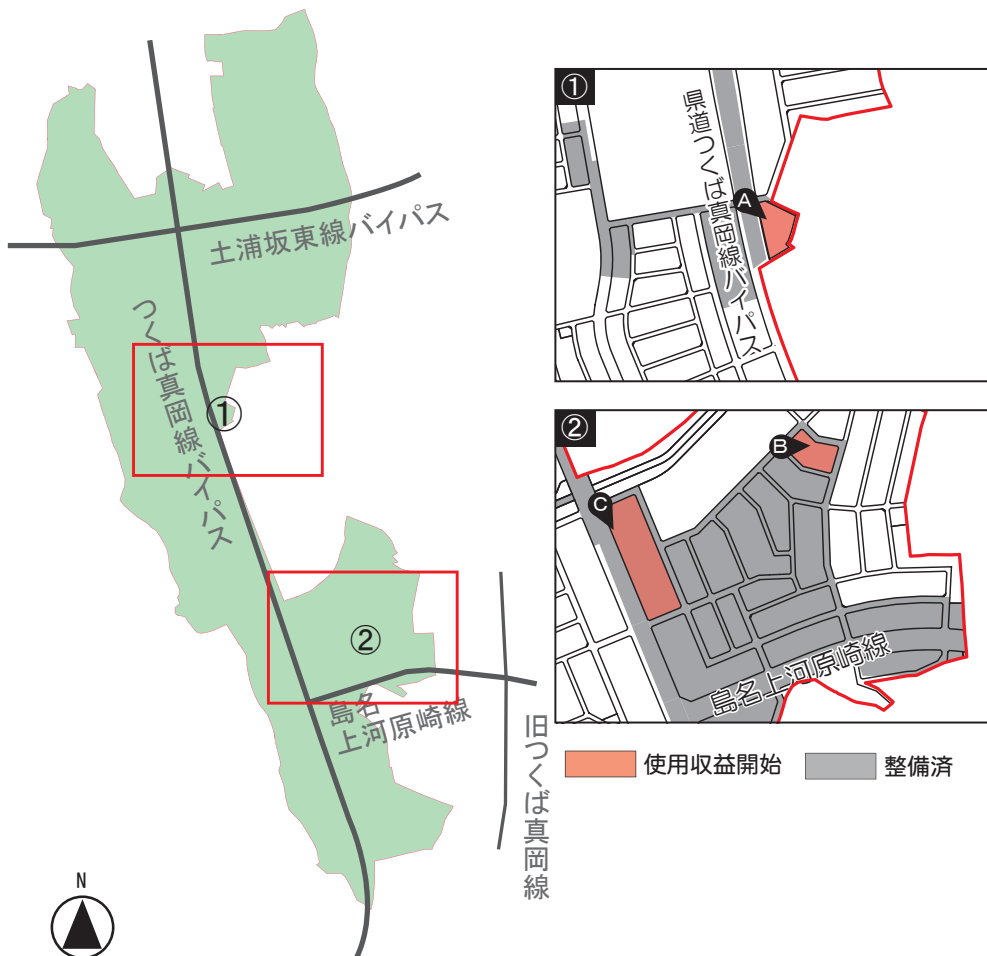 土浦坂東線バイパス
つくば真岡線バイパス
①
②
島名
上河原崎線
旧つくば真岡線
N
①
県道つくば真岡線バイパス
A
②
B
C
島名上河原崎線
使用収益開始
整備済